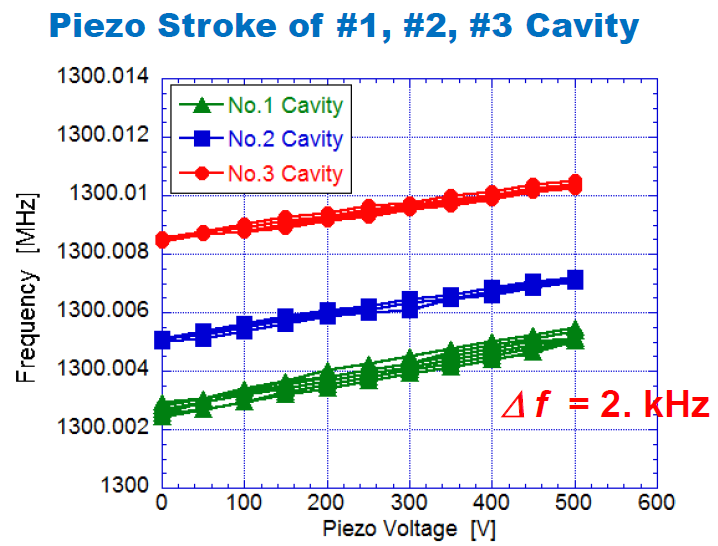 Piezo Stroke of #1, #2, #3 Cavity
1300.014
1300.012
1300.01
1300.008
1300.006
1300.004
1300.002
1300
Frequency [MHz]
No.1 Cavity
No.2 Cavity
No.3 Cavity
Δf = 2. kHz
0 100 200 300 400 500 600
Piezo Voltage [V]